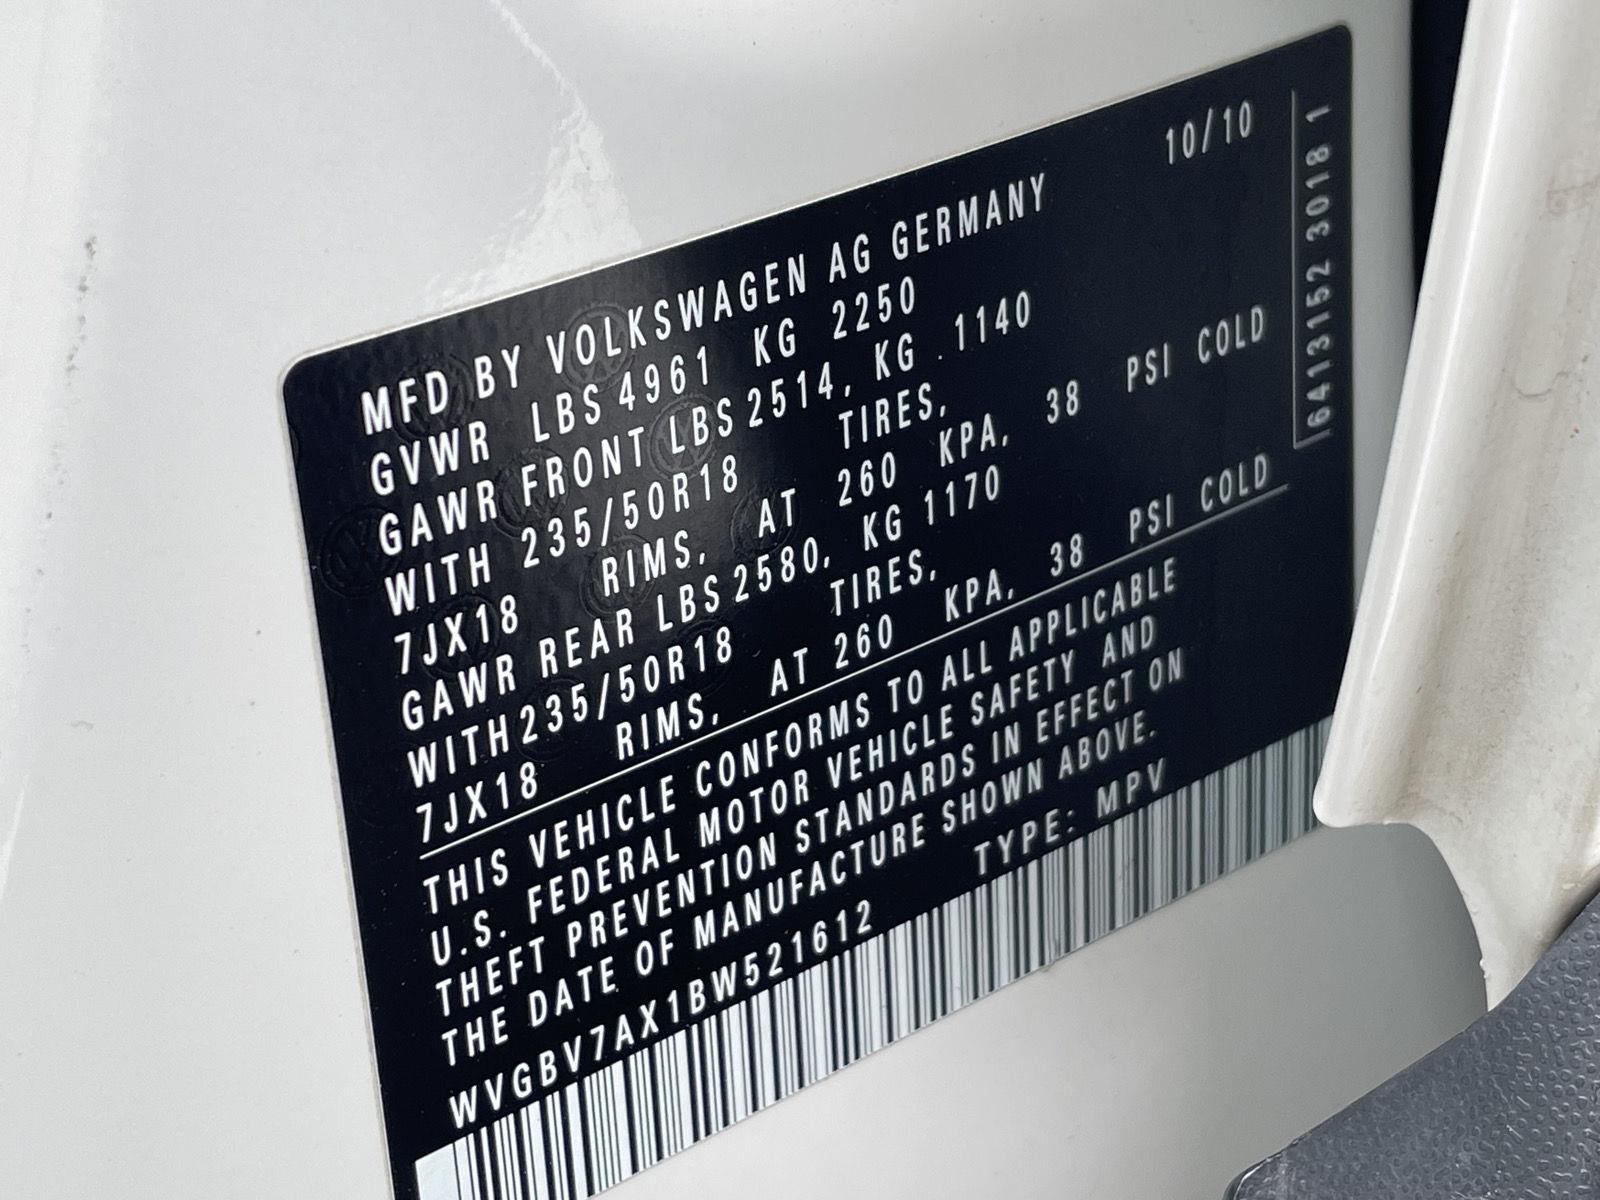 10/10
MFD BY VOLKSWAGEN AG GERMANY
GVWR LBS 4961 KG 2250
GAWR FRONT LBS 2514, KG .1140
WITH 235/50R18 TIRES,
7JX18 RIMS, AT 260 KPA, 38 PSI COLD
GAWR REAR LBS 2580, KG 1170
WITH 235/50R18 TIRES,
7JX18 RIMS, AT 260 KPA, 38 PSI COLD
THIS VEHICLE CONFORMS TO ALL APPLICABLE
U.S. FEDERAL MOTOR VEHICLE SAFETY AND
THEFT PREVENTION STANDARDS IN EFFECT ON
THE DATE OF MANUFACTURE SHOWN ABOVE.
WVGBV7AX1BW521612 TYPE: MPV
6413152 3018 1